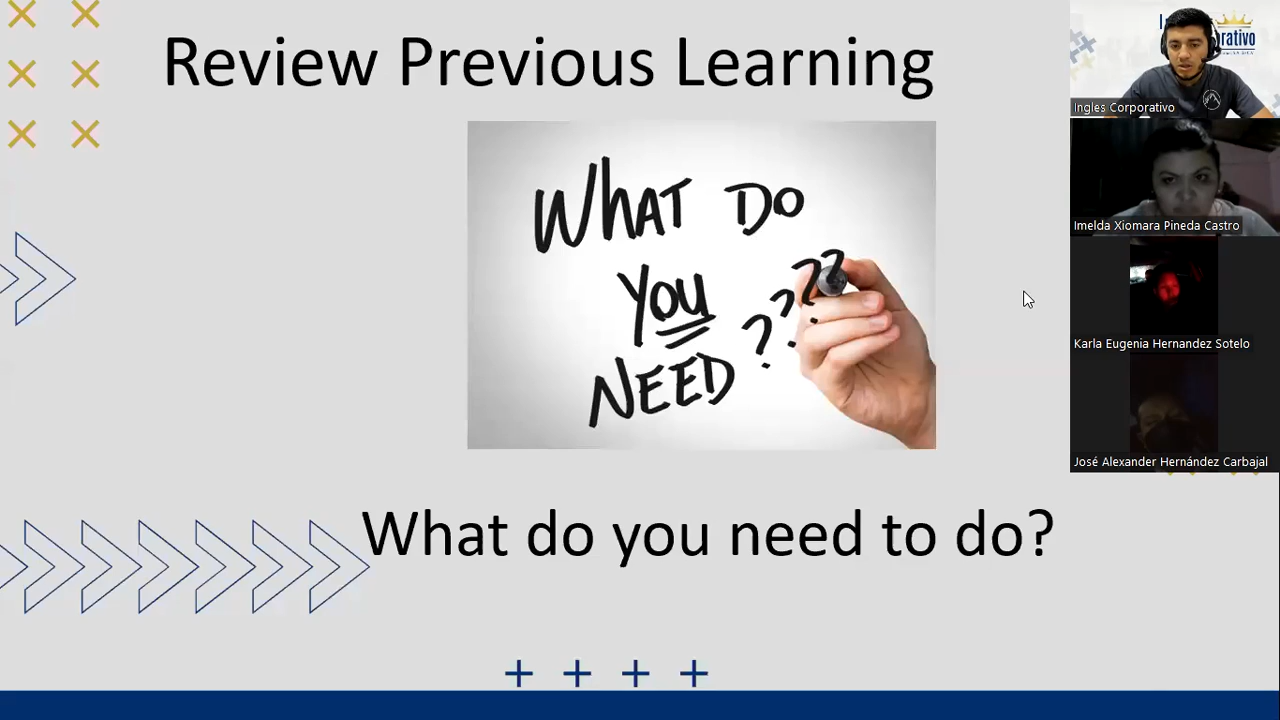 Review Previous Learning
WHAT DO
YOU
NEED ????
What do you need to do?
Ingles Corporativo
Imelda Xiomara Pineda Castro
Karla Eugenia Hernandez Sotelo
José Alexander Hernández Carbajal